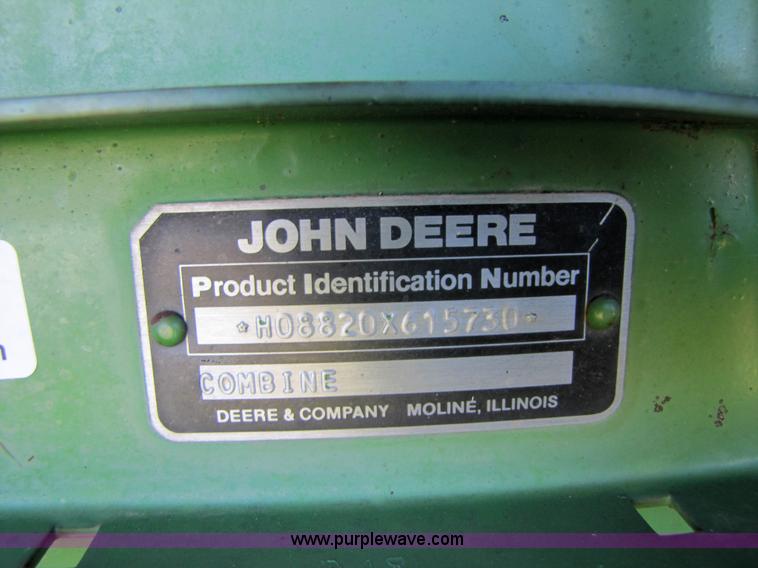 JOHN DEERE
Product Identification Number
*H08820X615730*
COMBINE
DEERE & COMPANY MOLINE, ILLINOIS
www.purplewave.com